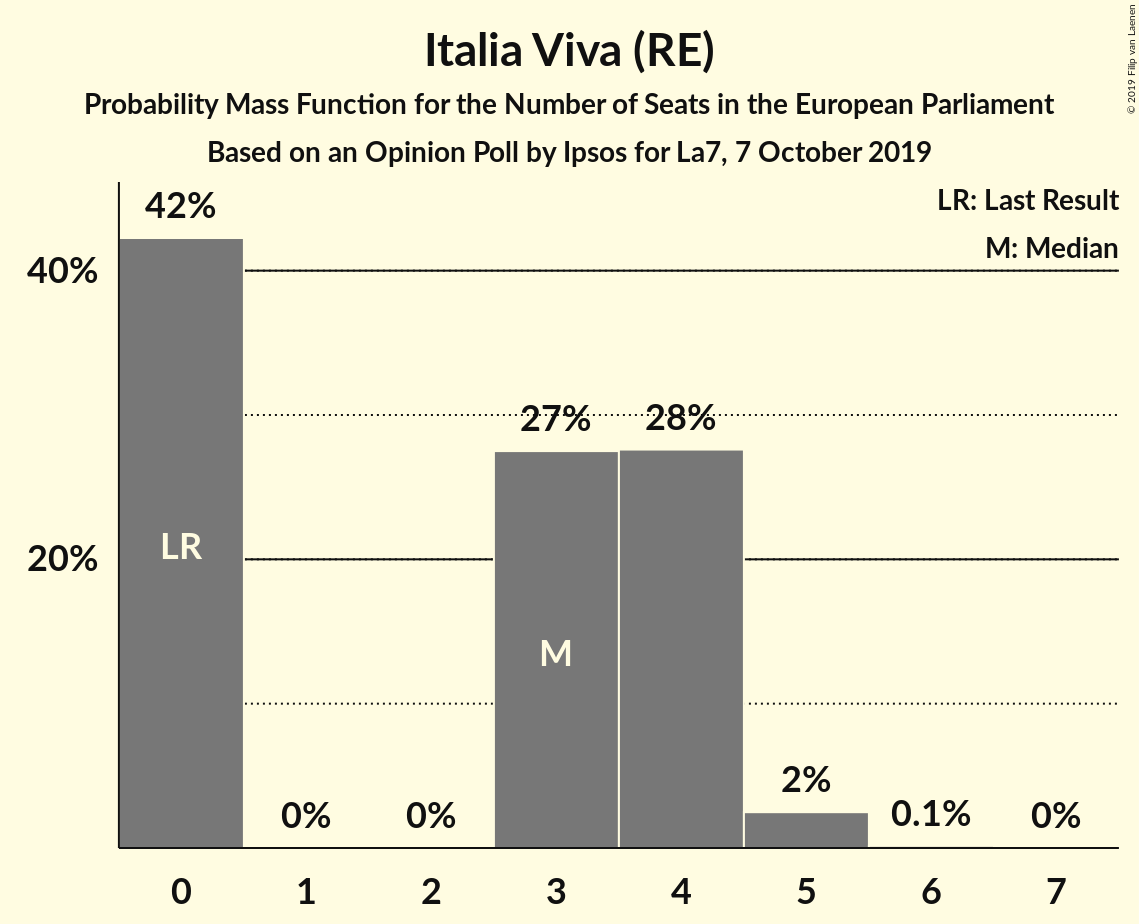 Italia Viva (RE)
Probability Mass Function for the Number of Seats in the European Parliament
Based on an Opinion Poll by Ipsos for La7, 7 October 2019
© 2019 Filip van Laenen
LR: Last Result
M: Median
42%
40%
27%
28%
LR
20%
M
2%
0%
0%
0.1%
0%
0
1
2
3
4
5
6
7